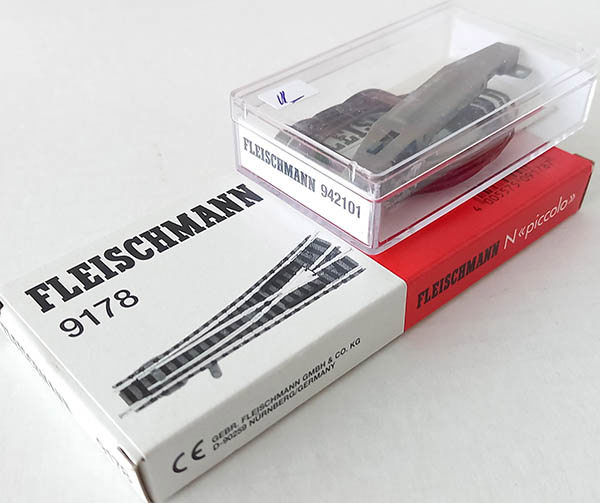 FLEISCHMANN 942101
FLEISCHMANN
9178
CE GEBR. FLEISCHMANN GMBH & CO. KG
D-90259 NÜRNBERG/GERMANY
FLEISCHMANN N «piccolo»